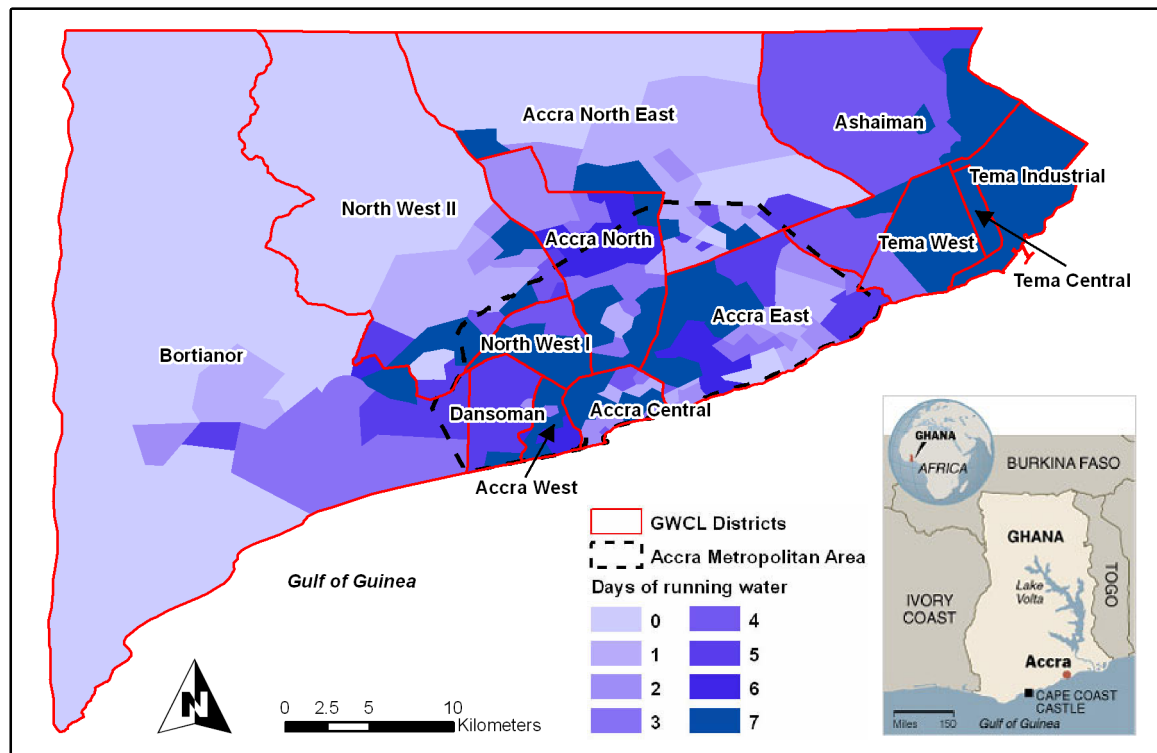 Accra North East
Ashaiman
Tema Industrial
North West II
Accra North
Tema West
Tema Central
Accra East
North West I
Bortianor
Dansoman
Accra Central
Accra West
Gulf of Guinea
N
0 2.5 5 10
Kilometers
GWCL Districts
Accra Metropolitan Area
Days of running water
0
1
2
3
4
5
6
7
GHANA
AFRICA
BURKINA FASO
GHANA
Lake
Volta
TOGO
IVORY
COAST
Accra
CAPE COAST
CASTLE
Miles 150
Gulf of Guinea